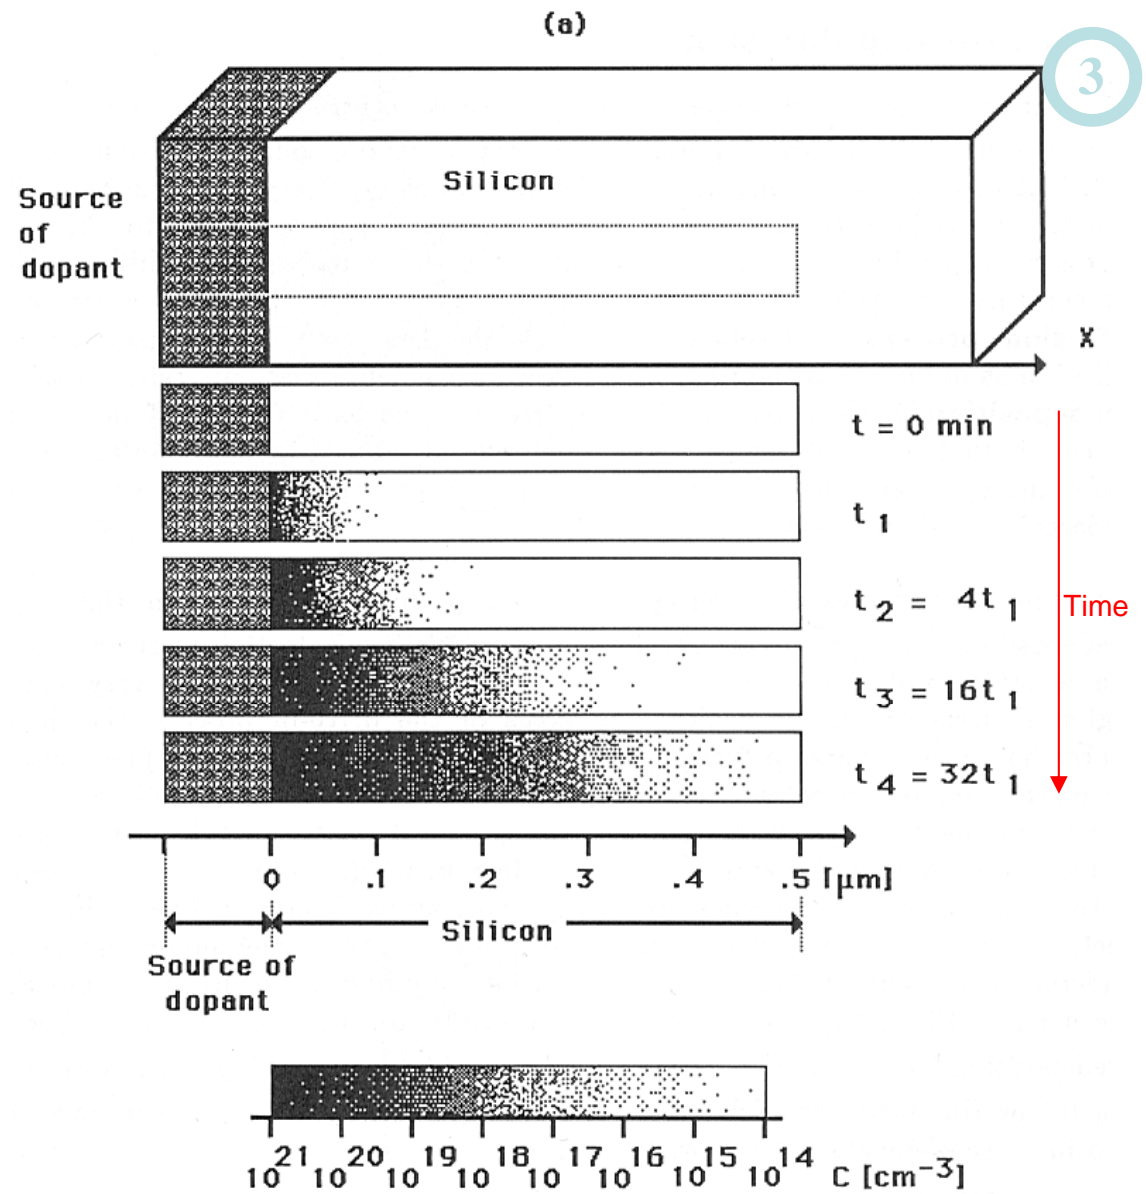 (a)
3
Silicon
Source
of
dopant
X
t = 0 min
t 1
t 2 = 4t 1
Time
t 3 = 16t 1
t 4 = 32t 1
0 .1 .2 .3 .4 .5 [μm]
Silicon
Source of
dopant
10^21 10^20 10^19 10^18 10^17 10^16 10^15 10^14 C [cm^-3]